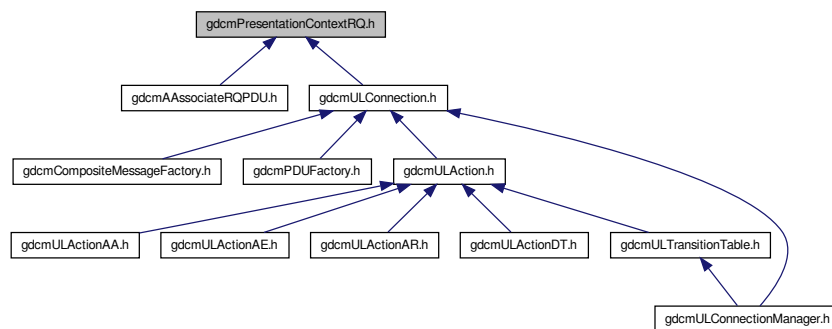 gdcmPresentationContextRQ.h
gdcmAAssociateRQPDU.h
gdcmULConnection.h
gdcmCompositeMessageFactory.h
gdcmPDUFactory.h
gdcmULAction.h
gdcmULActionAA.h
gdcmULActionAE.h
gdcmULActionAR.h
gdcmULActionDT.h
gdcmULTransitionTable.h
gdcmULConnectionManager.h